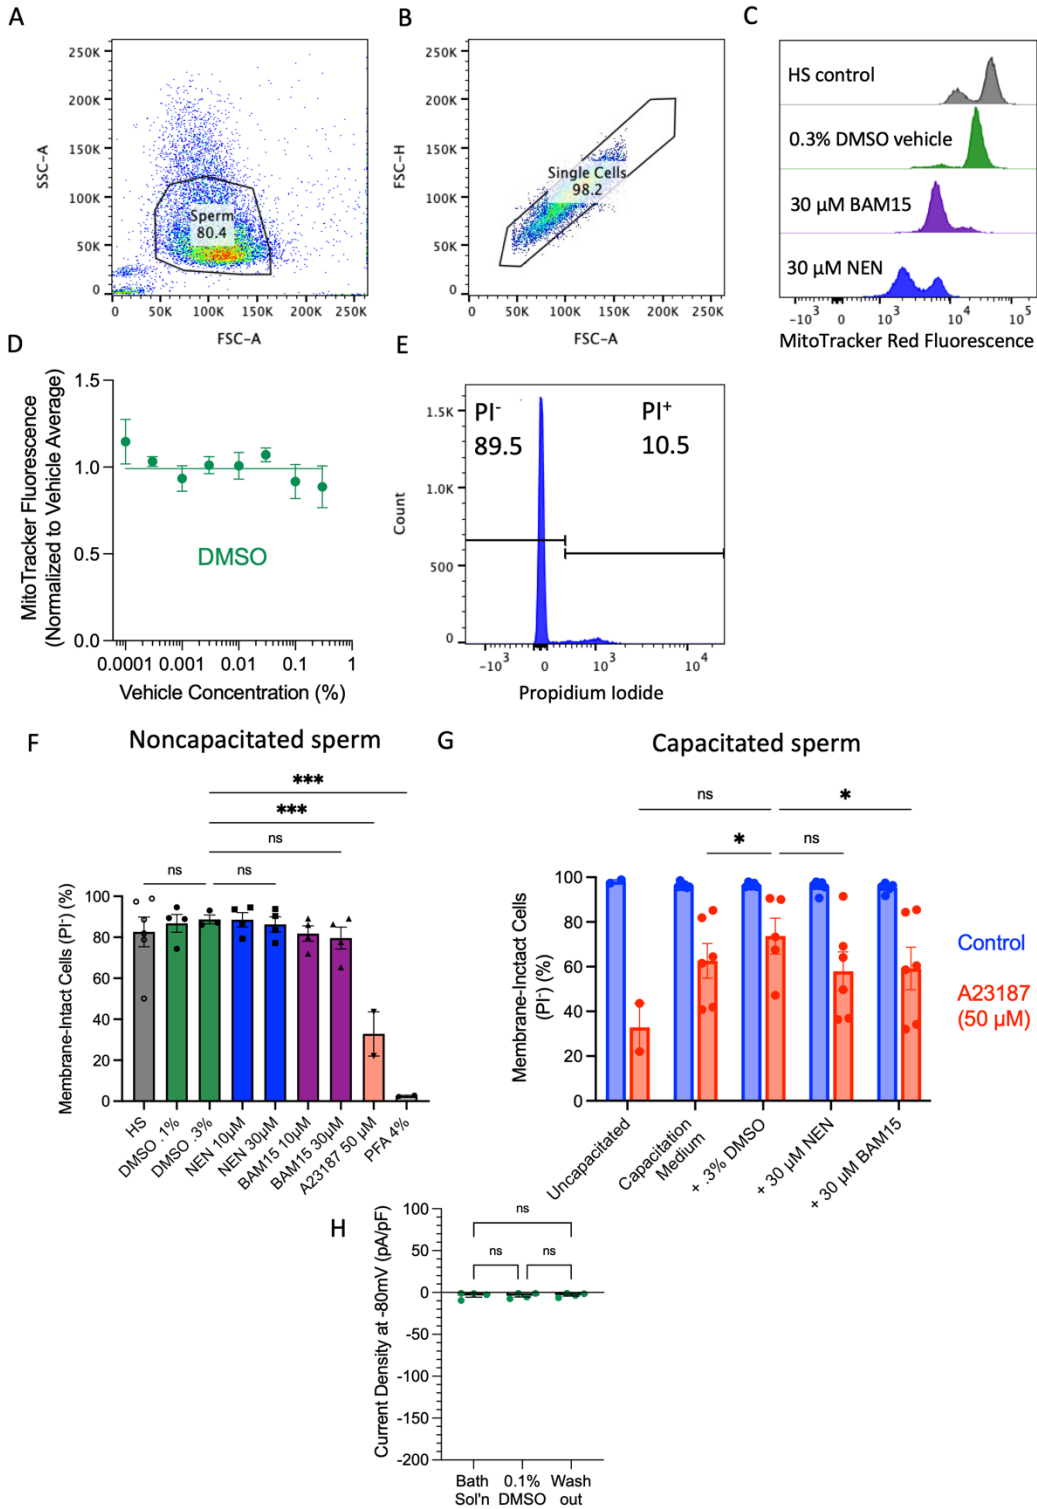 A
250K
200K
150K
100K
50K
0
SSC-A
Sperm
80.4
0 50K 100K 150K 200K 250K
FSC-A
B
250K
200K
150K
100K
50K
0
FSC-H
Single Cells
98.2
0 50K 100K 150K 200K 250K
FSC-A
C
HS control
0.3% DMSO vehicle
30 µM BAM15
30 µM NEN
-10³ 0 10³ 10⁴ 10⁵
MitoTracker Red Fluorescence
D
MitoTracker Fluorescence
(Normalized to Vehicle Average)
1.5
1.0
0.5
0.0
DMSO
0.0001 0.001 0.01 0.1 1
Vehicle Concentration (%)
E
Count
1.5K
1.0K
500
0
PI⁻
89.5
PI⁺
10.5
-10³ 0 10³ 10⁴
Propidium Iodide
F
Noncapacitated sperm
***
***
ns
ns ns
Membrane-Intact Cells (PI⁻) (%)
100
80
60
40
20
0
HS
DMSO .1%
DMSO .3%
NEN 10µM
NEN 30µM
BAM15 10µM
BAM15 30µM
A23187 50 µM
PFA 4%
G
Capacitated sperm
ns *
* ns
Membrane-Inctact Cells
(PI⁻) (%)
100
80
60
40
20
0
Uncapacitated
Capacitation
Medium
+ .3% DMSO
+ 30 µM NEN
+ 30 µM BAM15
Control
A23187
(50 µM)
H
ns
ns ns
Current Density at -80mV (pA/pF)
100
50
0
-50
-100
-150
-200
Bath
Sol'n
0.1%
DMSO
Wash
out